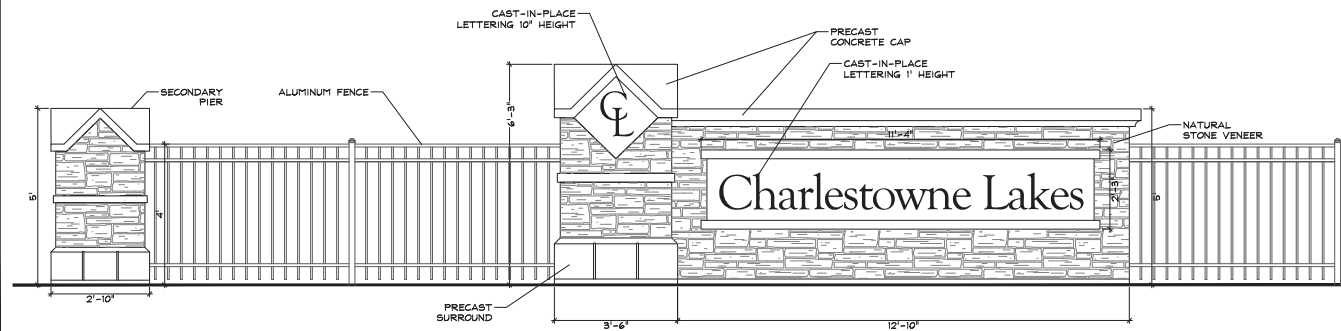 CAST-IN-PLACE
LETTERING 10" HEIGHT
PRECAST
CONCRETE CAP
CAST-IN-PLACE
LETTERING 1' HEIGHT
SECONDARY
PIER
ALUMINUM FENCE
NATURAL
STONE VENEER
5'
4'
6'-3"
CL
11'-4"
Charlestowne Lakes
2'-3"
5'
2'-10"
PRECAST
SURROUND
3'-6"
12'-10"